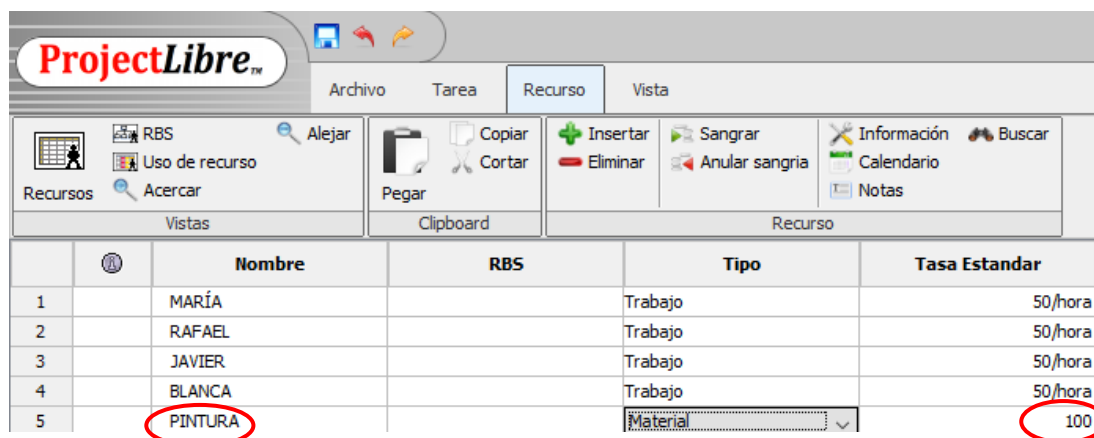 ProjectLibre™
Archivo Tarea Recurso Vista
RBS Alejar Copiar Insertar Sangrar Información Buscar
Uso de recurso Cortar Eliminar Anular sangria Calendario
Recursos Acercar Pegar Notas
Vistas Clipboard Recurso
Nombre RBS Tipo Tasa Estandar
1 MARÍA Trabajo 50/hora
2 RAFAEL Trabajo 50/hora
3 JAVIER Trabajo 50/hora
4 BLANCA Trabajo 50/hora
5 PINTURA Material 100